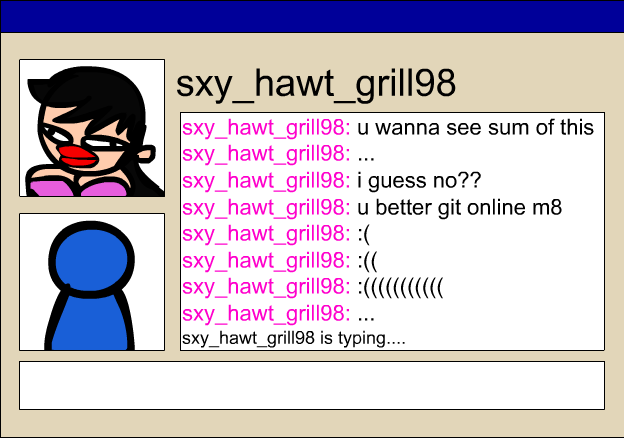 sxy_hawt_grill98
sxy_hawt_grill98: u wanna see sum of this
sxy_hawt_grill98: ...
sxy_hawt_grill98: i guess no??
sxy_hawt_grill98: u better git online m8
sxy_hawt_grill98: :(
sxy_hawt_grill98: :((
sxy_hawt_grill98: :(((((((((((
sxy_hawt_grill98: ...
sxy_hawt_grill98 is typing....